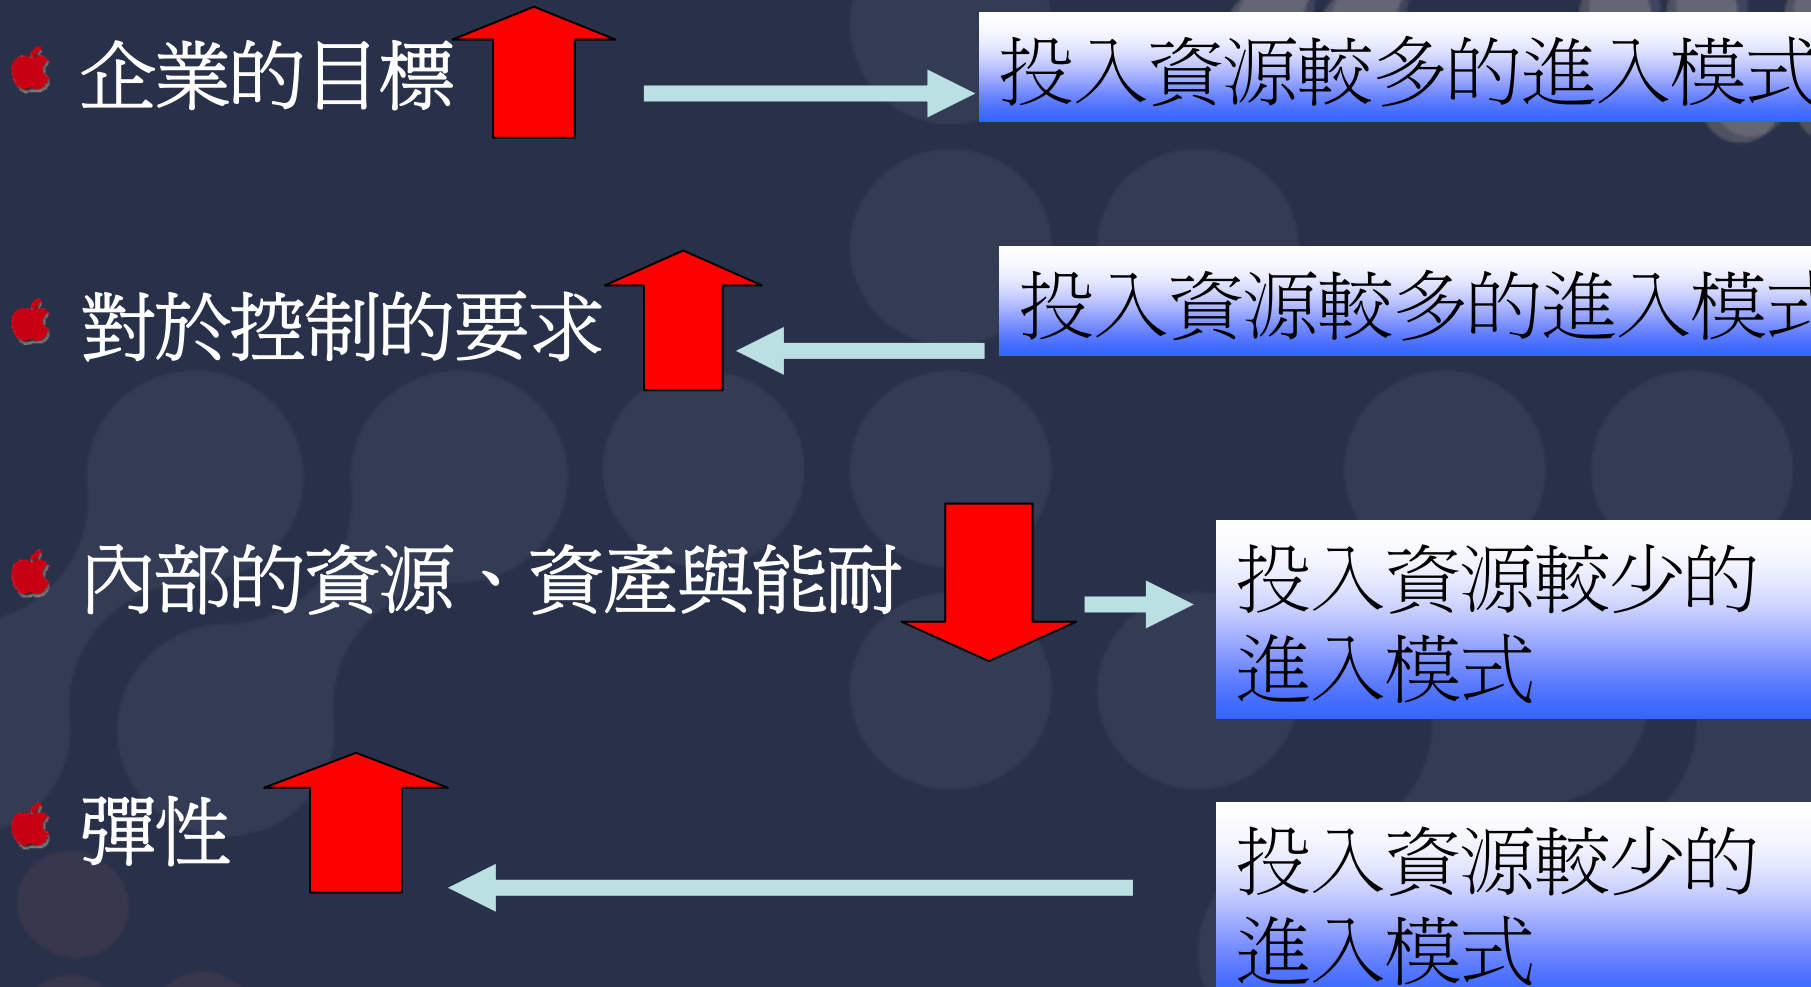 企業的目標
投入資源較多的進入模式
對於控制的要求
投入資源較多的進入模式
內部的資源、資產與能耐
投入資源較少的
進入模式
彈性
投入資源較少的
進入模式